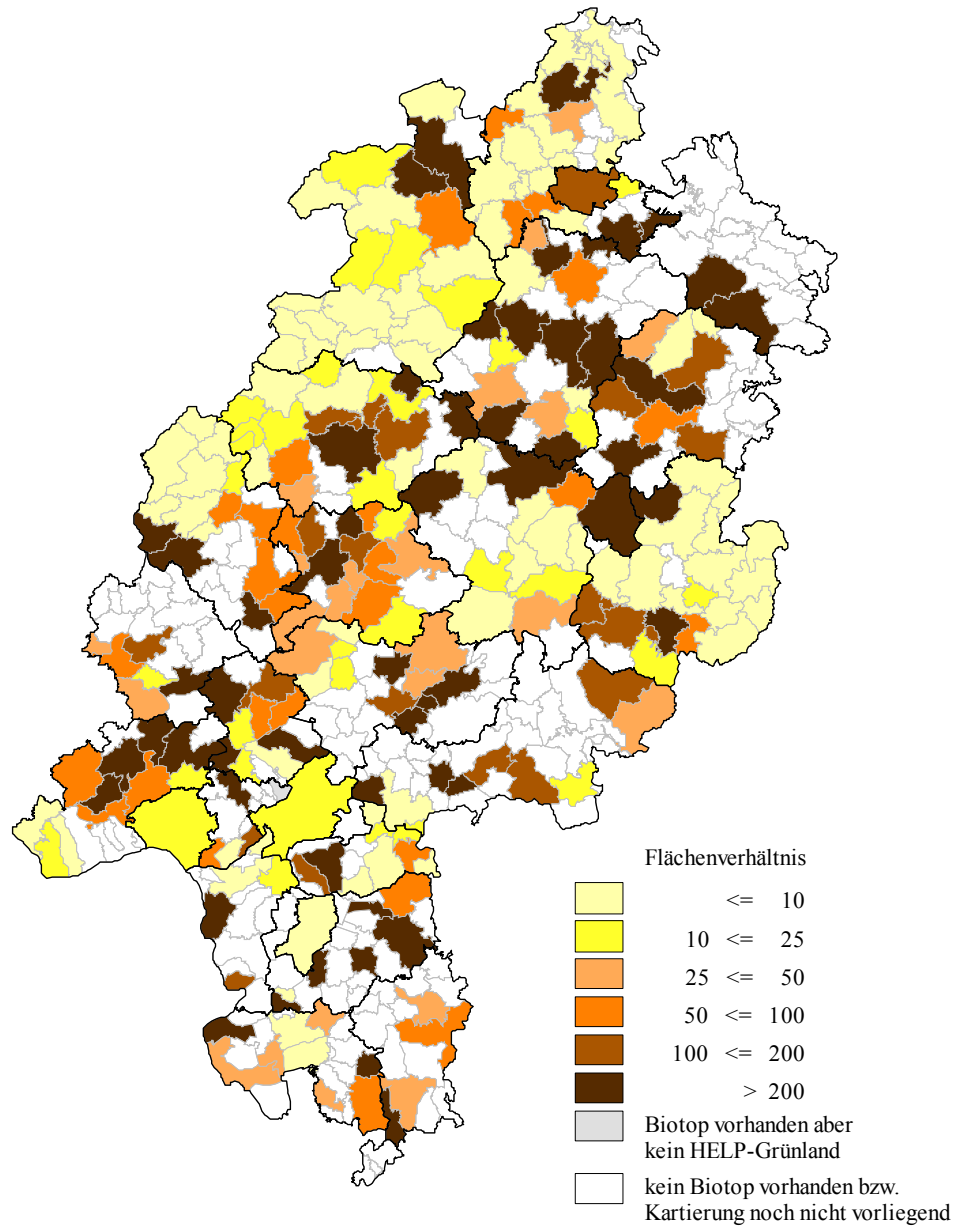 Flächenverhältnis
<= 10
10 <= 25
25 <= 50
50 <= 100
100 <= 200
> 200
Biotop vorhanden aber
kein HELP-Grünland
kein Biotop vorhanden bzw.
Kartierung noch nicht vorliegend